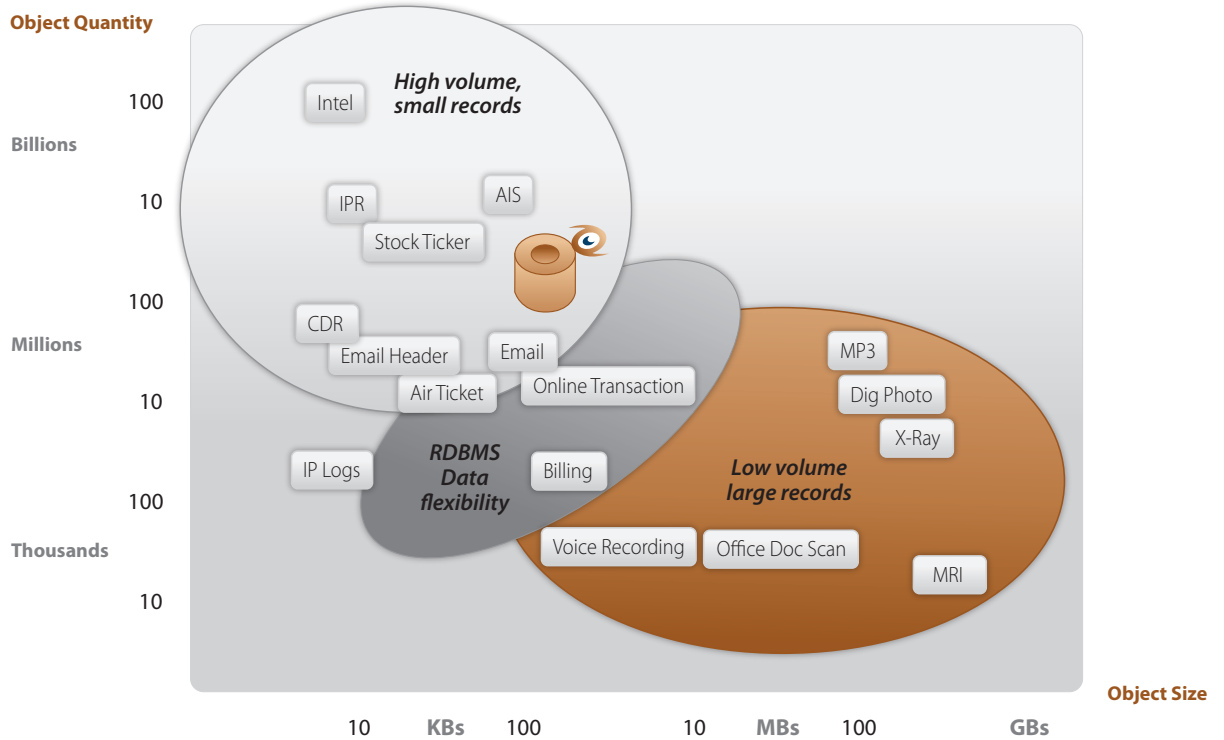 Object Quantity
High volume,
small records
100
Intel
Billions
10
IPR
AIS
Stock Ticker
100
CDR
Millions
Email Header
Email
MP3
10
Air Ticket
Online Transaction
Dig Photo
X-Ray
RDBMS
Data
flexibility
IP Logs
Billing
Low volume
large records
100
Thousands
Voice Recording
Office Doc Scan
MRI
10
Object Size
10
KBs
100
10
MBs
100
GBs